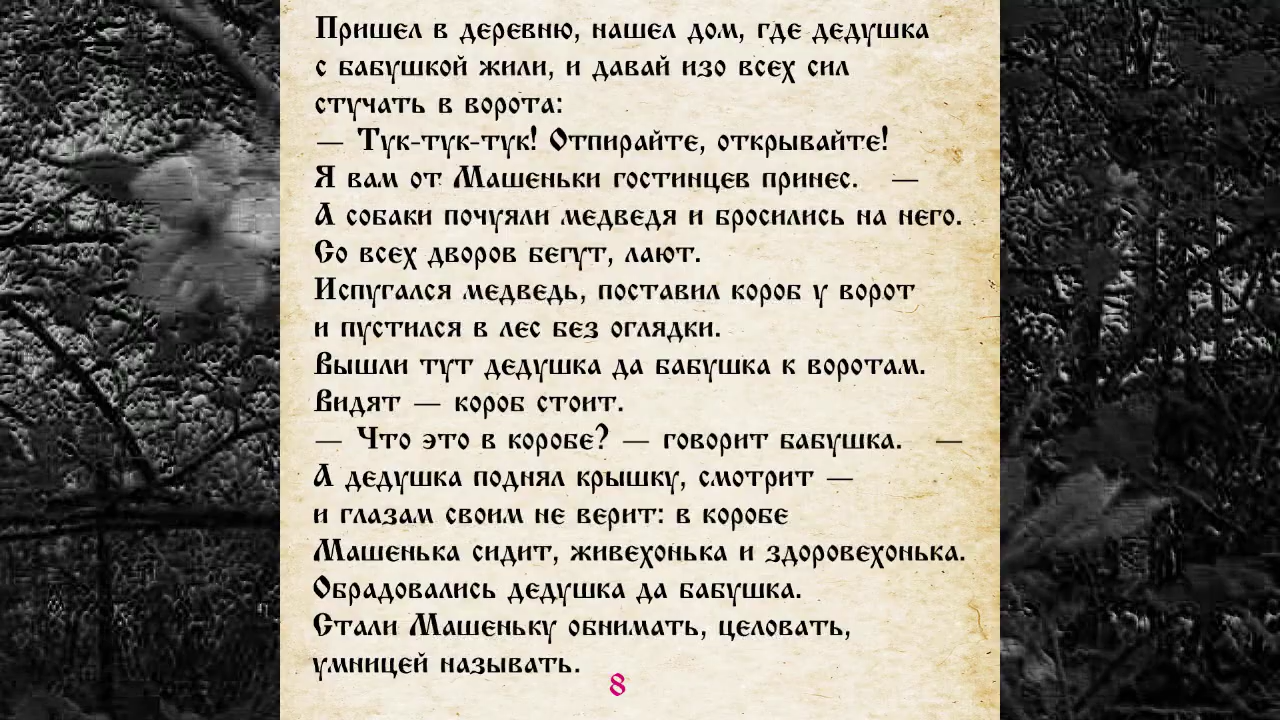 Пришел в деревню, нашел дом, где дедушка
с бабушкой жили, и давай изо всех сил
стучать в ворота:
— Тук-тук-тук! Отпирайте, открывайте!
Я вам от Машеньки гостинцев принес. —
А собаки почуяли медведя и бросились на него.
Со всех дворов бегут, лают.
Испугался медведь, поставил короб у ворот
и пустился в лес без оглядки.
Вышли тут дедушка да бабушка к воротам.
Видят — короб стоит.
— Что это в коробе? — говорит бабушка. —
А дедушка поднял крышку, смотрит —
и глазам своим не верит: в коробе
Машенька сидит, живехонька и здоровехонька.
Обрадовались дедушка да бабушка.
Стали Машеньку обнимать, целовать,
умницей называть.
8